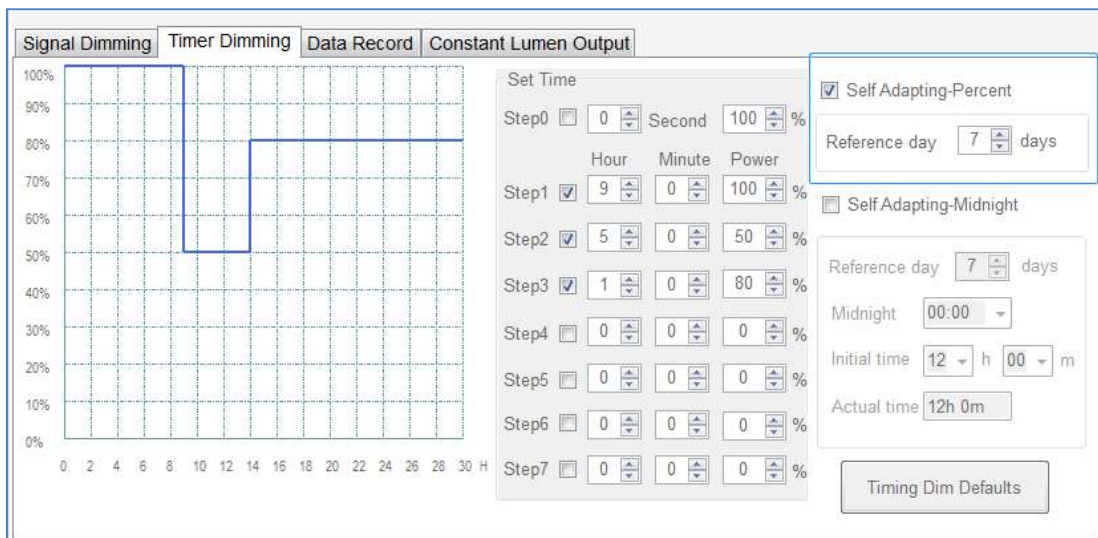 Signal Dimming Timer Dimming Data Record Constant Lumen Output
100%
90%
80%
70%
60%
50%
40%
30%
20%
10%
0%
0 2 4 6 8 10 12 14 16 18 20 22 24 26 28 30 H
Set Time
Step0 0 Second 100 %
Hour Minute Power
Step1 9 0 100 %
Step2 5 0 50 %
Step3 1 0 80 %
Step4 0 0 0 %
Step5 0 0 0 %
Step6 0 0 0 %
Step7 0 0 0 %
Self Adapting-Percent
Reference day 7 days
Self Adapting-Midnight
Reference day 7 days
Midnight 00:00
Initial time 12 h 00 m
Actual time 12h 0m
Timing Dim Defaults